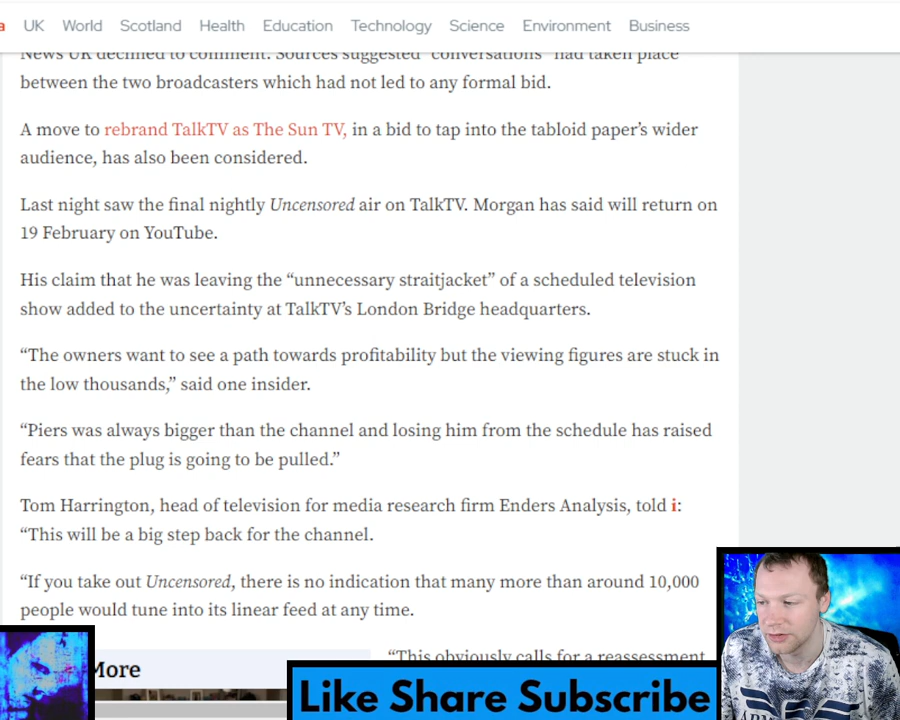 UK World Scotland Health Education Technology Science Environment Business
News UK declined to comment. Sources suggested "conversations" had taken place
between the two broadcasters which had not led to any formal bid.
A move to rebrand TalkTV as The Sun TV, in a bid to tap into the tabloid paper's wider
audience, has also been considered.
Last night saw the final nightly Uncensored air on TalkTV. Morgan has said will return on
19 February on YouTube.
His claim that he was leaving the “unnecessary straitjacket” of a scheduled television
show added to the uncertainty at TalkTV's London Bridge headquarters.
“The owners want to see a path towards profitability but the viewing figures are stuck in
the low thousands,” said one insider.
“Piers was always bigger than the channel and losing him from the schedule has raised
fears that the plug is going to be pulled.”
Tom Harrington, head of television for media research firm Enders Analysis, told i:
“This will be a big step back for the channel.
“If you take out Uncensored, there is no indication that many more than around 10,000
people would tune into its linear feed at any time.
More
“This obviously calls for a reassessment
Like Share Subscribe